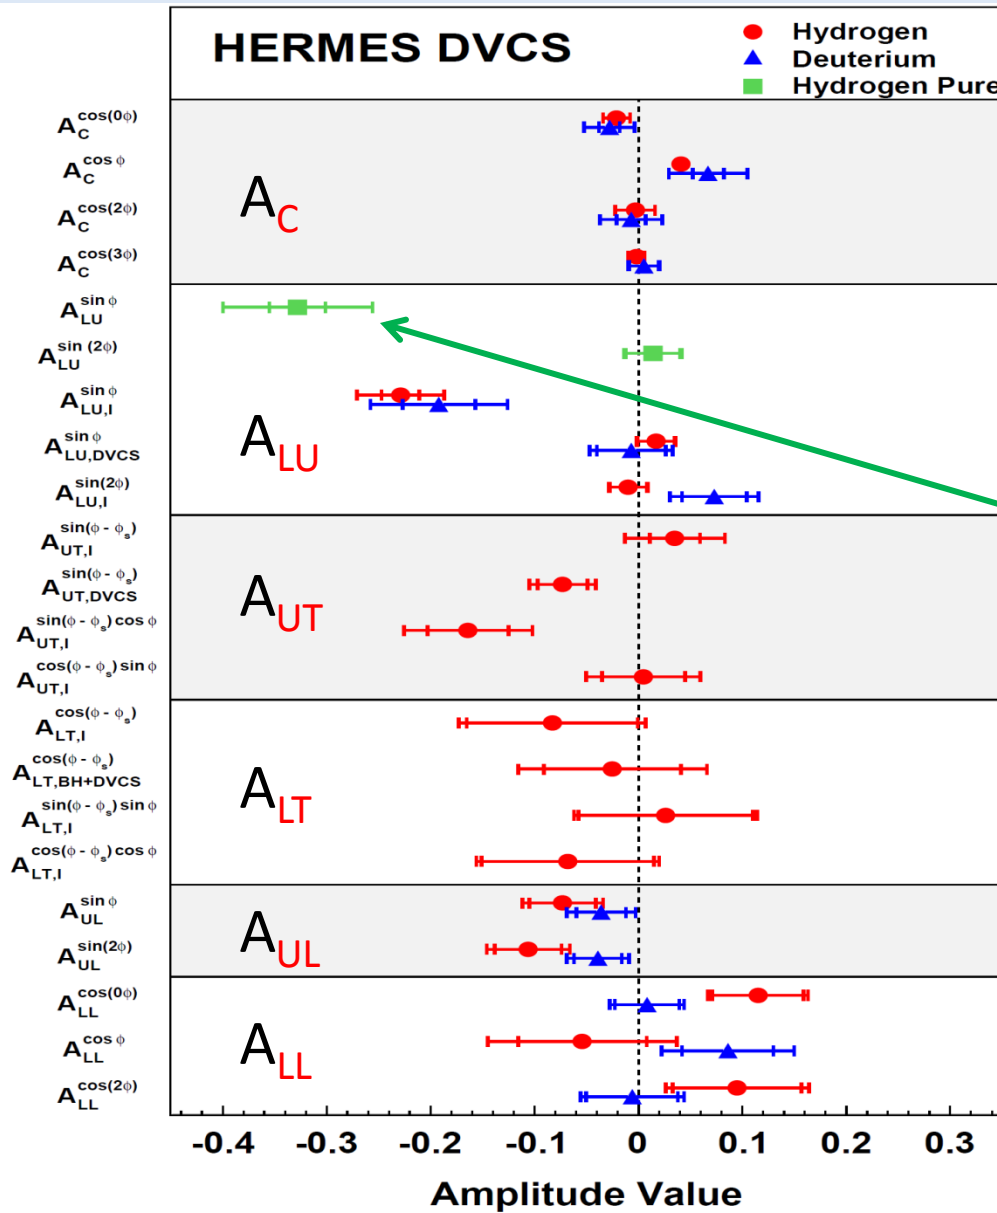 HERMES DVCS
Hydrogen
Deuterium
Hydrogen Pure
A_C^cos(0ϕ)
A_C^cos ϕ
A_C^cos(2ϕ)
A_C^cos(3ϕ)
A_C
A_LU^sin ϕ
A_LU^sin (2ϕ)
A_LU,I^sin ϕ
A_LU,DVCS^sin ϕ
A_LU,I^sin(2ϕ)
A_LU
A_UT,I^sin(ϕ - ϕ_s)
A_UT,DVCS^sin(ϕ - ϕ_s)
A_UT,I^sin(ϕ - ϕ_s) cos ϕ
A_UT,I^cos(ϕ - ϕ_s) sin ϕ
A_UT
A_LT,I^cos(ϕ - ϕ_s)
A_LT,BH+DVCS^cos(ϕ - ϕ_s)
A_LT,I^sin(ϕ - ϕ_s) sin ϕ
A_LT,I^cos(ϕ - ϕ_s) cos ϕ
A_LT
A_UL^sin ϕ
A_UL^sin(2ϕ)
A_UL
A_LL^cos(0ϕ)
A_LL^cos ϕ
A_LL^cos(2ϕ)
A_LL
-0.4 -0.3 -0.2 -0.1 0 0.1 0.2 0.3
Amplitude Value